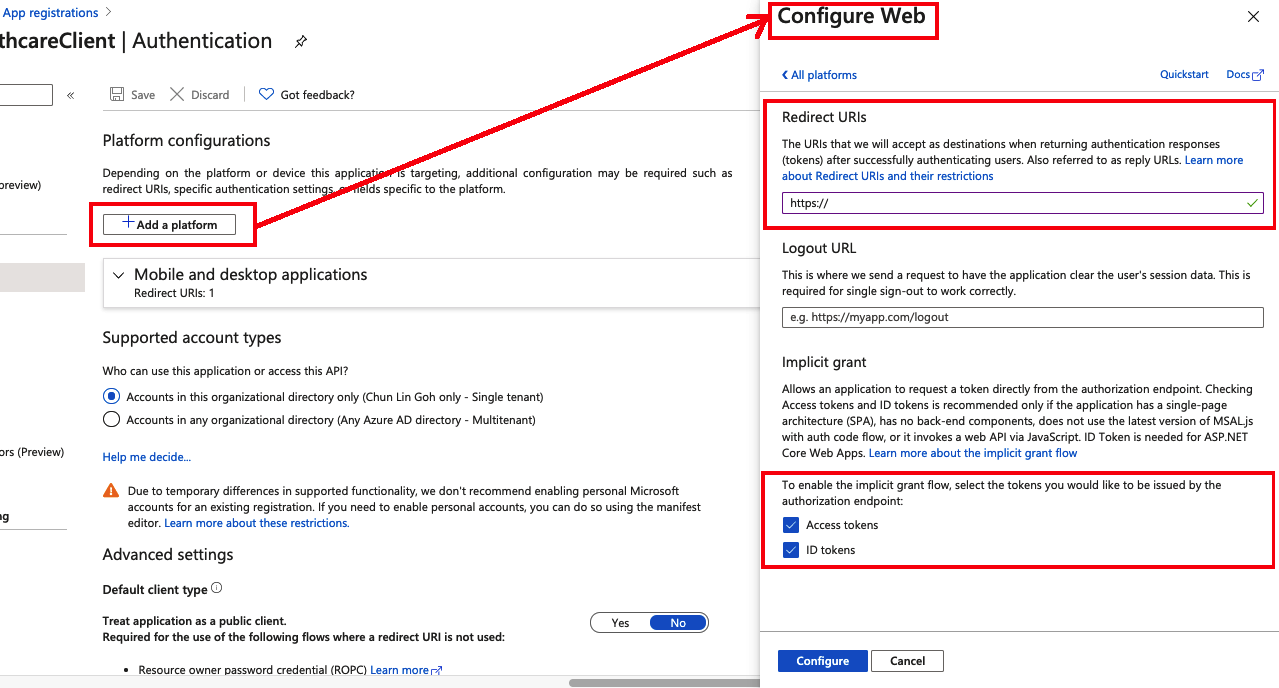 App registrations
thcareClient | Authentication
Save
Discard
Got feedback?
Platform configurations
Depending on the platform or device this application is targeting, additional configuration may be required such as
redirect URIs, specific authentication settings, or fields specific to the platform.
Add a platform
Mobile and desktop applications
Redirect URIs: 1
Supported account types
Who can use this application or access this API?
Accounts in this organizational directory only (Chun Lin Goh only - Single tenant)
Accounts in any organizational directory (Any Azure AD directory - Multitenant)
Help me decide...
Due to temporary differences in supported functionality, we don't recommend enabling personal Microsoft
accounts for an existing registration. If you need to enable personal accounts, you can do so using the manifest
editor. Learn more about these restrictions.
Advanced settings
Default client type
Treat application as a public client.
Required for the use of the following flows where a redirect URI is not used:
Yes
No
• Resource owner password credential (ROPC) Learn more
preview)
ors (Preview)
ng
Configure Web
All platforms
Quickstart
Docs
Redirect URIs
The URIs that we will accept as destinations when returning authentication responses
(tokens) after successfully authenticating users. Also referred to as reply URLs. Learn more
about Redirect URIs and their restrictions
https://
Logout URL
This is where we send a request to have the application clear the user's session data. This is
required for single sign-out to work correctly.
e.g. https://myapp.com/logout
Implicit grant
Allows an application to request a token directly from the authorization endpoint. Checking
Access tokens and ID tokens is recommended only if the application has a single-page
architecture (SPA), has no back-end components, does not use the latest version of MSAL.js
with auth code flow, or it invokes a web API via JavaScript. ID Token is needed for ASP.NET
Core Web Apps. Learn more about the implicit grant flow
To enable the implicit grant flow, select the tokens you would like to be issued by the
authorization endpoint:
Access tokens
ID tokens
Configure
Cancel